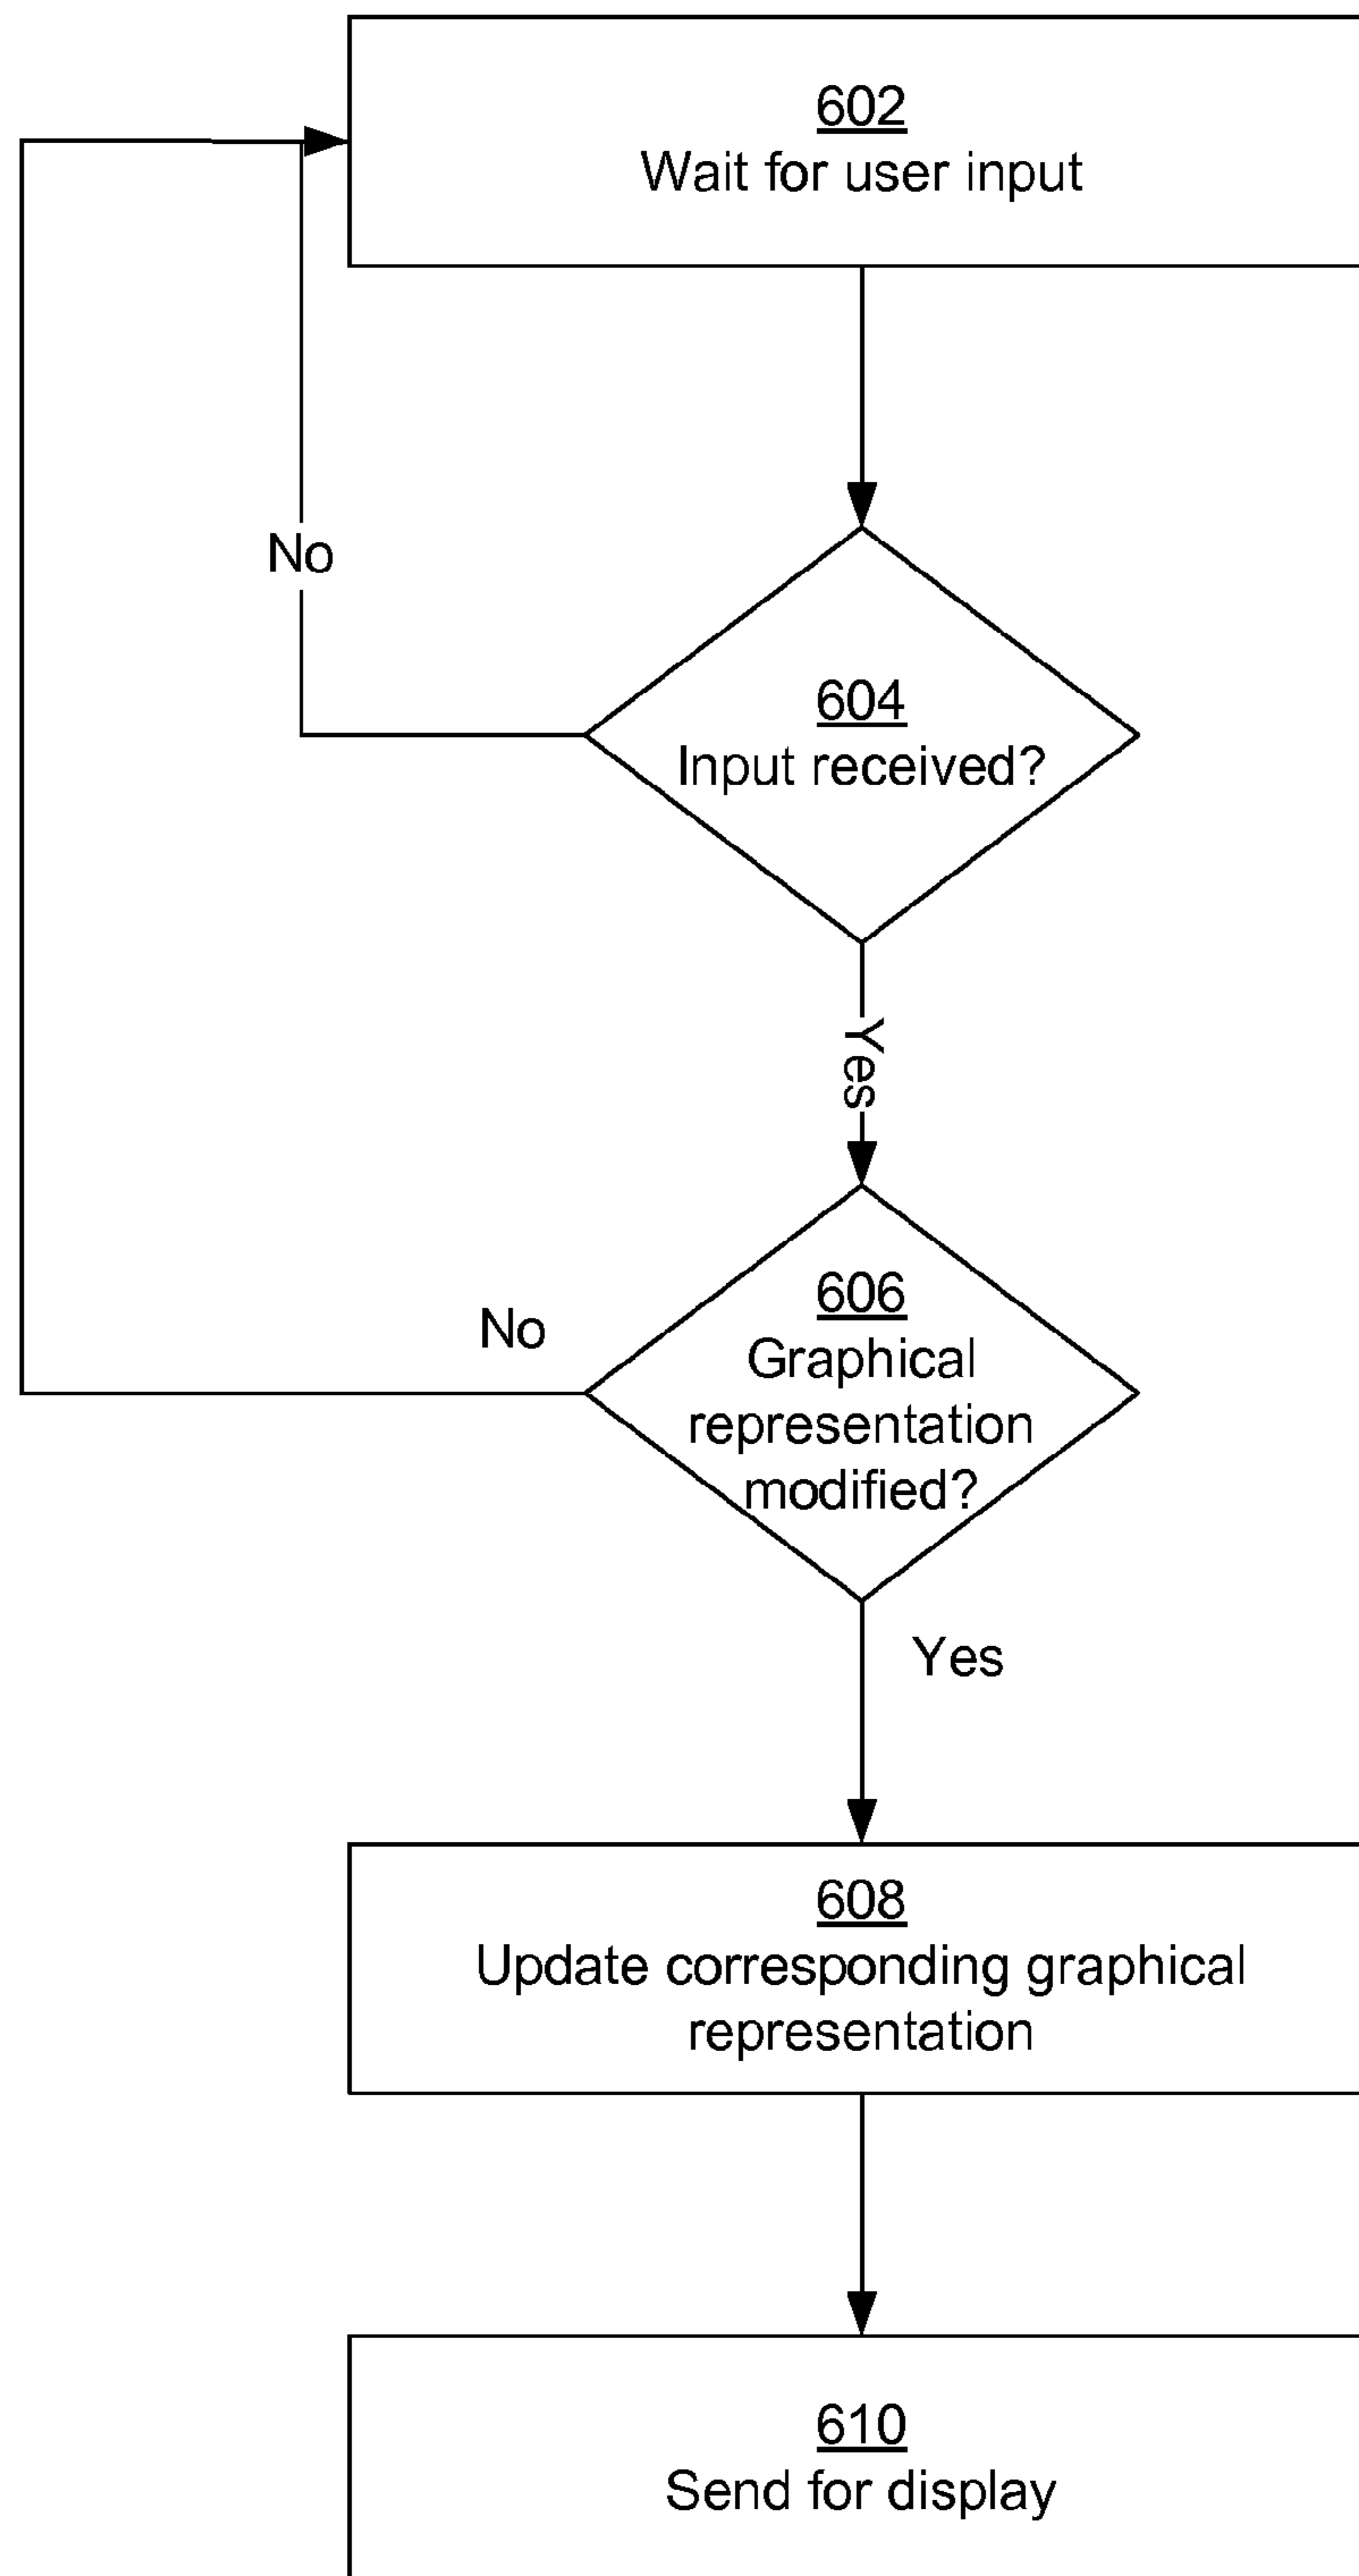 602
Wait for user input
No
604
Input received?
Yes
606
No
Graphical
representation
modified?
Yes
608
Update corresponding graphical
representation
610
Send for display